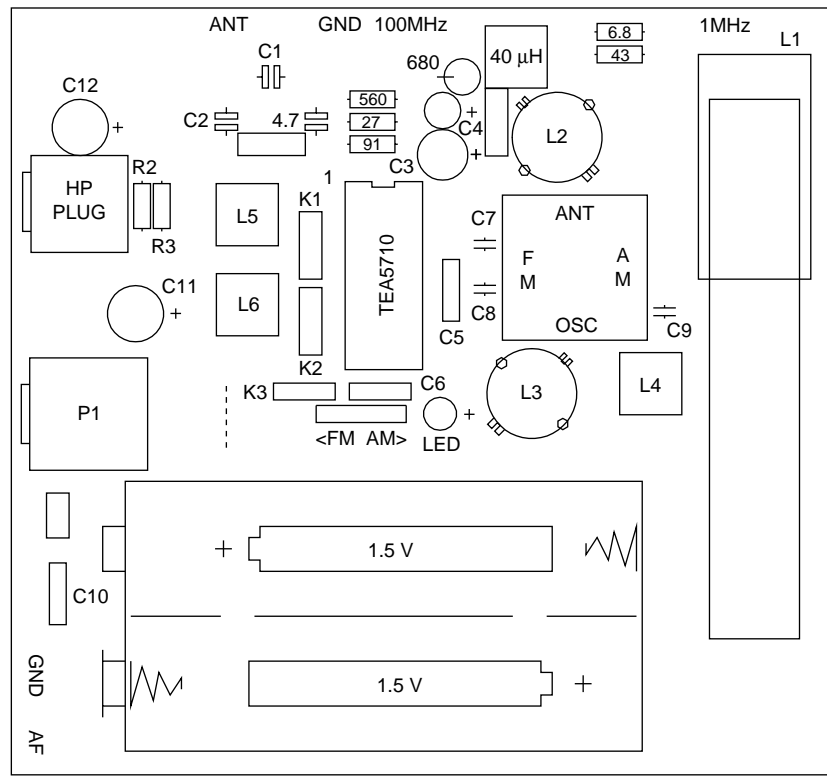 ANT GND 100MHz 1MHz
L1
C1
680
40 μH
6.8
43
C12
C2
4.7
560
27
91
C4
L2
C3
HP
PLUG
R2
R3
1
L5
K1
TEA5710
C7
ANT
F
M
A
M
OSC
C11
L6
C8
C5
C9
K2
P1
K3
C6
<FM AM>
LED
L3
L4
+ 1.5 V
C10
1.5 V +
GND
AF